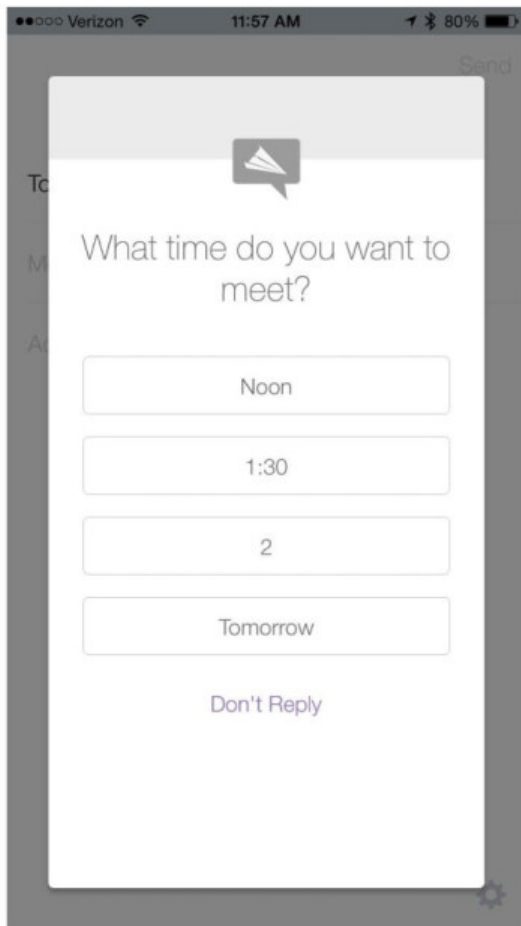 Verizon 11:57 AM 80%
Send
To
What time do you want to
meet?
Noon
1:30
2
Tomorrow
Don't Reply